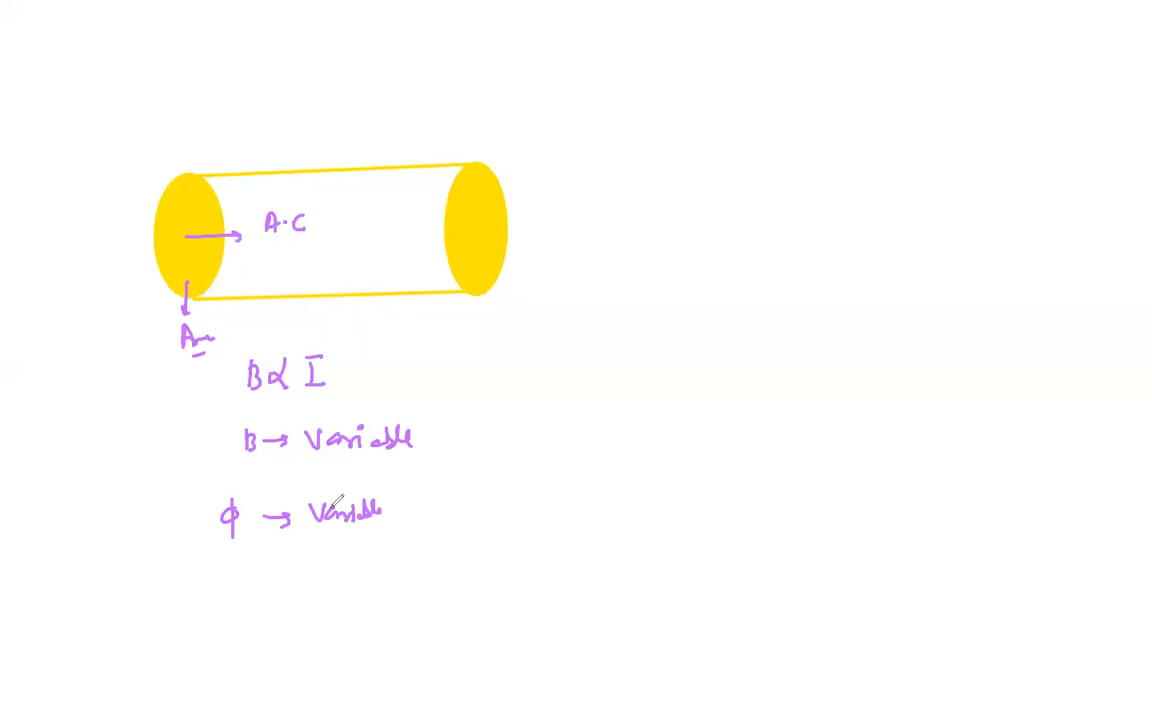 A.C
B ∝ I
B → Variable
ϕ → Variable